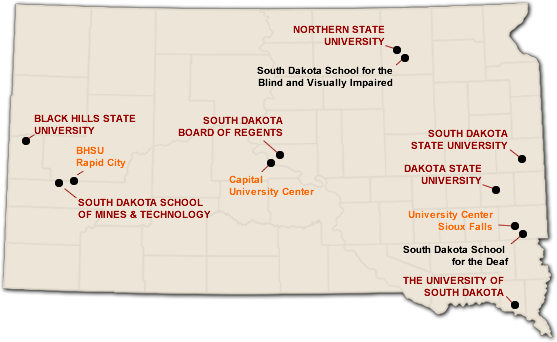 NORTHERN STATE
UNIVERSITY
South Dakota School for the
Blind and Visually Impaired
BLACK HILLS STATE
UNIVERSITY
BHSU
Rapid City
SOUTH DAKOTA SCHOOL
OF MINES & TECHNOLOGY
SOUTH DAKOTA
BOARD OF REGENTS
Capital
University Center
SOUTH DAKOTA
STATE UNIVERSITY
DAKOTA STATE
UNIVERSITY
University Center
Sioux Falls
South Dakota School
for the Deaf
THE UNIVERSITY OF
SOUTH DAKOTA